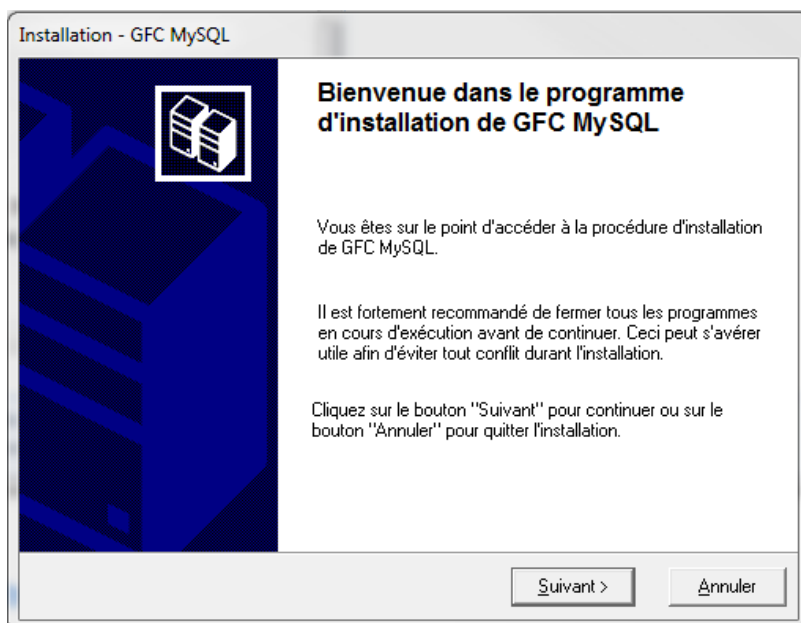 Installation - GFC MySQL
Bienvenue dans le programme
d'installation de GFC MySQL
Vous êtes sur le point d'accéder à la procédure d'installation
de GFC MySQL.
Il est fortement recommandé de fermer tous les programmes
en cours d'exécution avant de continuer. Ceci peut s'avérer
utile afin d'éviter tout conflit durant l'installation.
Cliquez sur le bouton "Suivant" pour continuer ou sur le
bouton "Annuler" pour quitter l'installation.
Suivant > Annuler